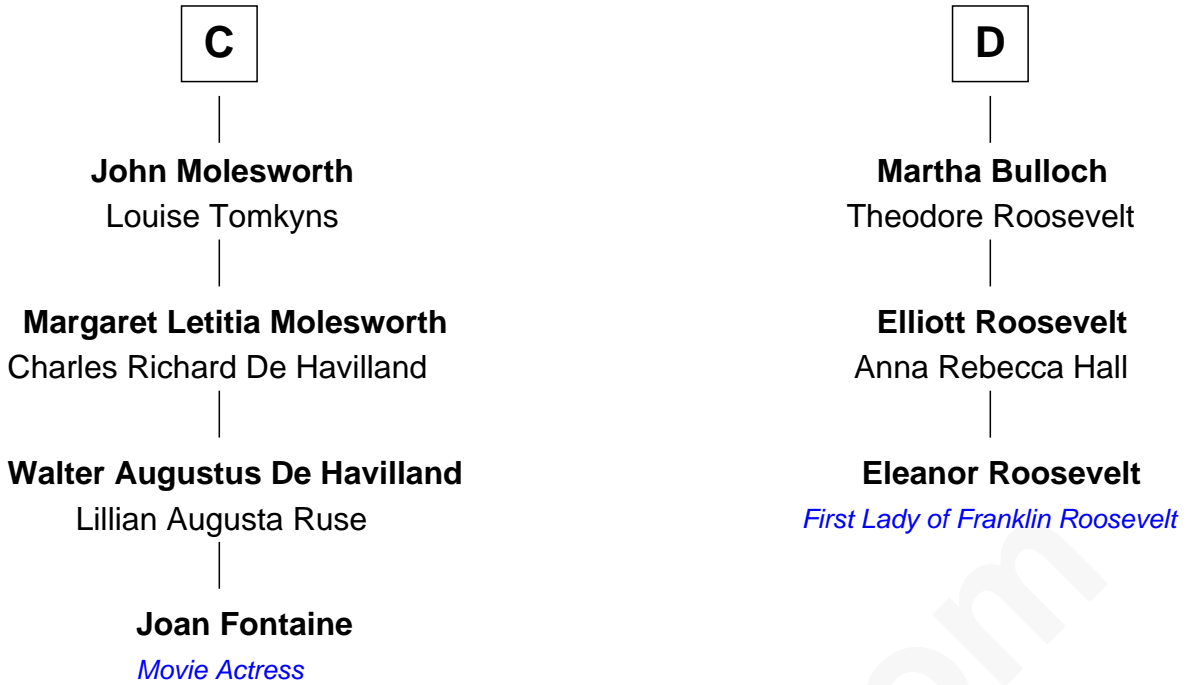 C
John Molesworth
Louise Tomkyns
Margaret Letitia Molesworth
Charles Richard De Havilland
Walter Augustus De Havilland
Lillian Augusta Ruse
Joan Fontaine
Movie Actress
D
Martha Bulloch
Theodore Roosevelt
Elliott Roosevelt
Anna Rebecca Hall
Eleanor Roosevelt
First Lady of Franklin Roosevelt
om